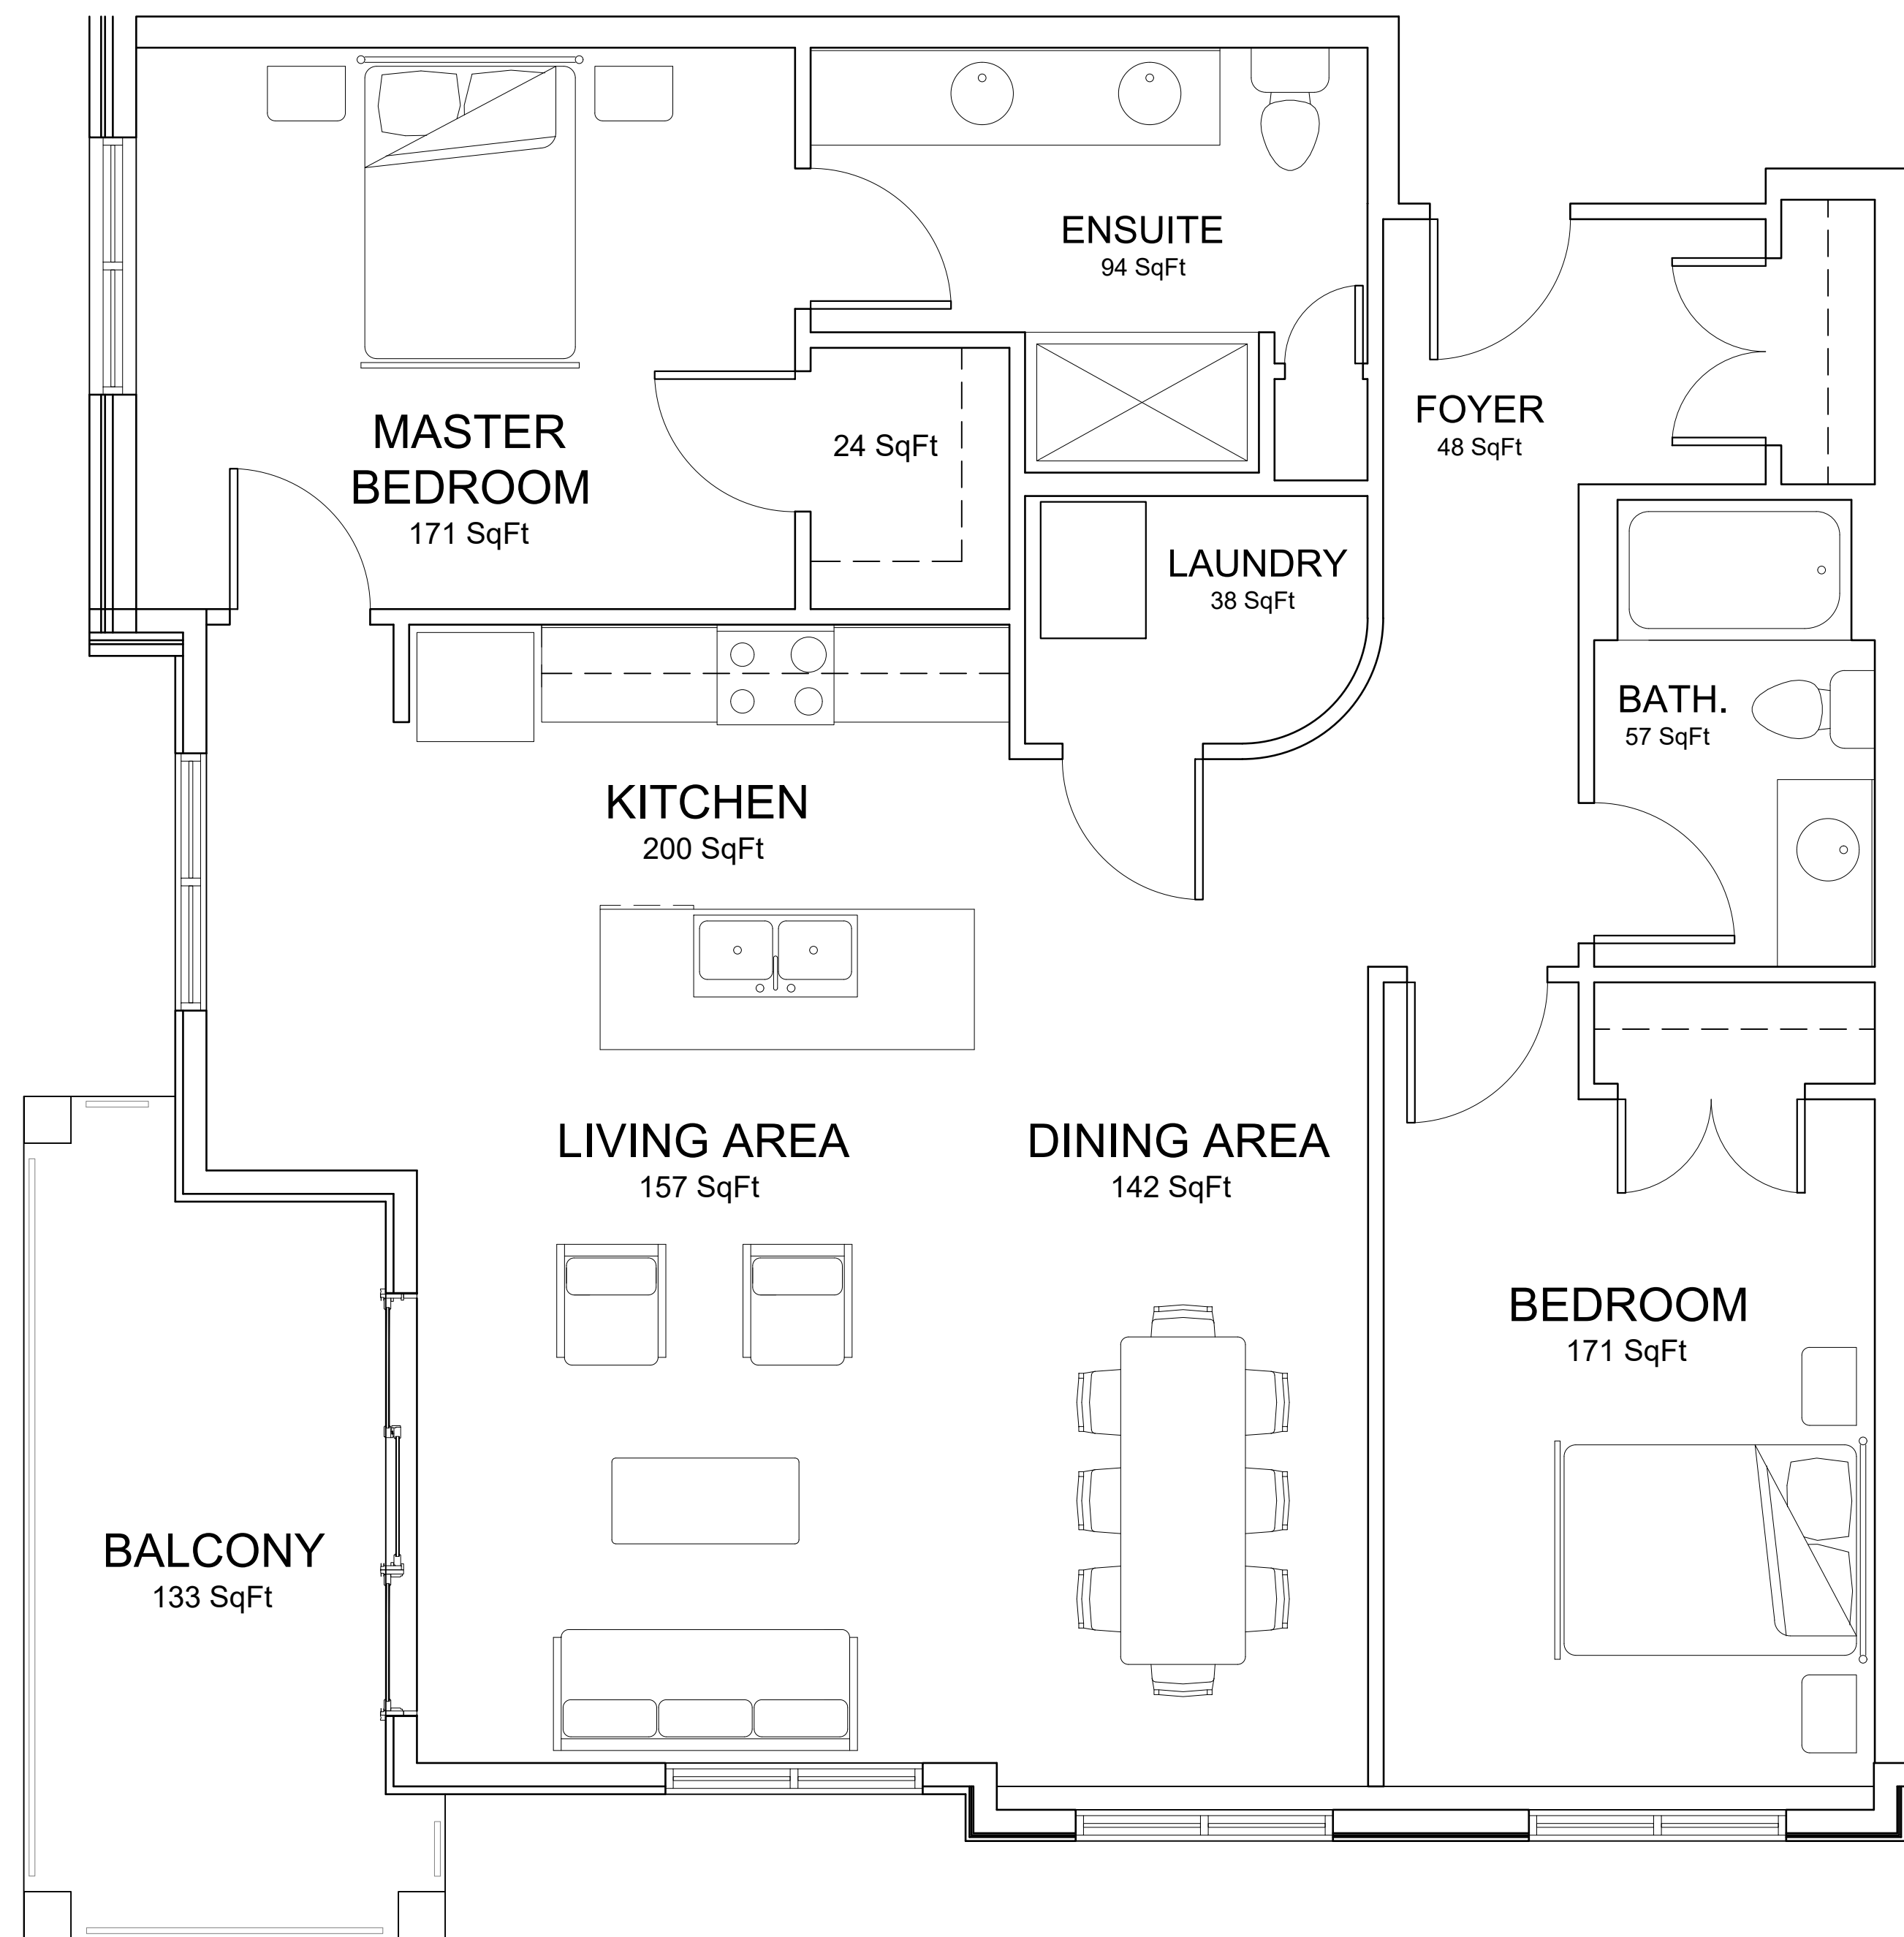 ENSUITE
94 SqFt
MASTER
BEDROOM
171 SqFt
24 SqFt
FOYER
48 SqFt
LAUNDRY
38 SqFt
BATH.
57 SqFt
KITCHEN
200 SqFt
LIVING AREA
157 SqFt
DINING AREA
142 SqFt
BEDROOM
171 SqFt
BALCONY
133 SqFt